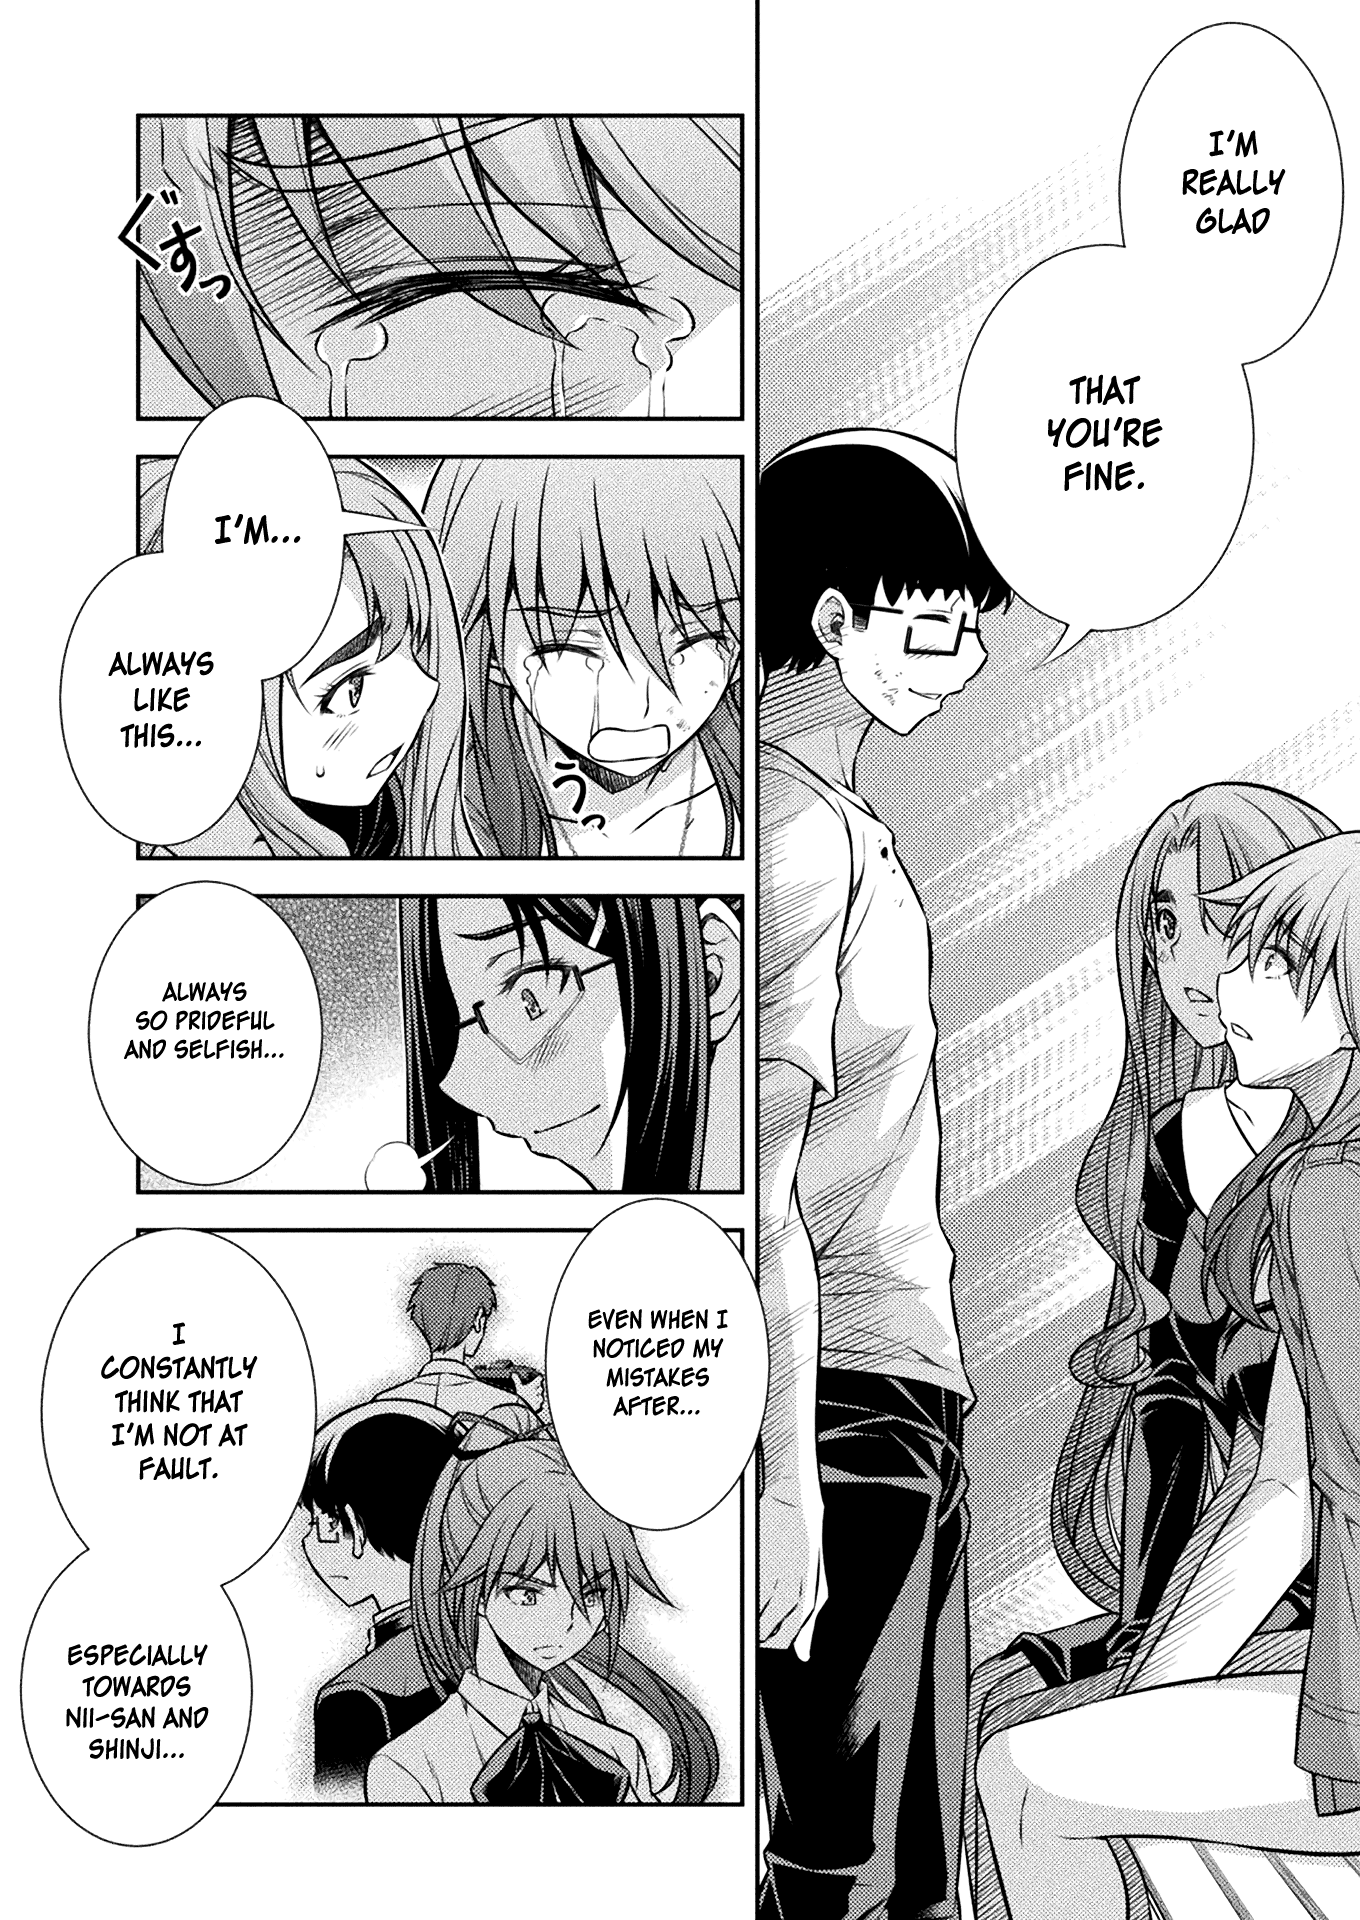 I'M
REALLY
GLAD
THAT
YOU'RE
FINE.
ぐすっ
I'M...
ALWAYS
LIKE
THIS...
うっ
ALWAYS
SO PRIDEFUL
AND SELFISH...
EVEN WHEN I
NOTICED MY
MISTAKES
AFTER...
I
CONSTANTLY
THINK THAT
I'M NOT AT
FAULT.
ESPECIALLY
TOWARDS
NII-SAN AND
SHINJI...